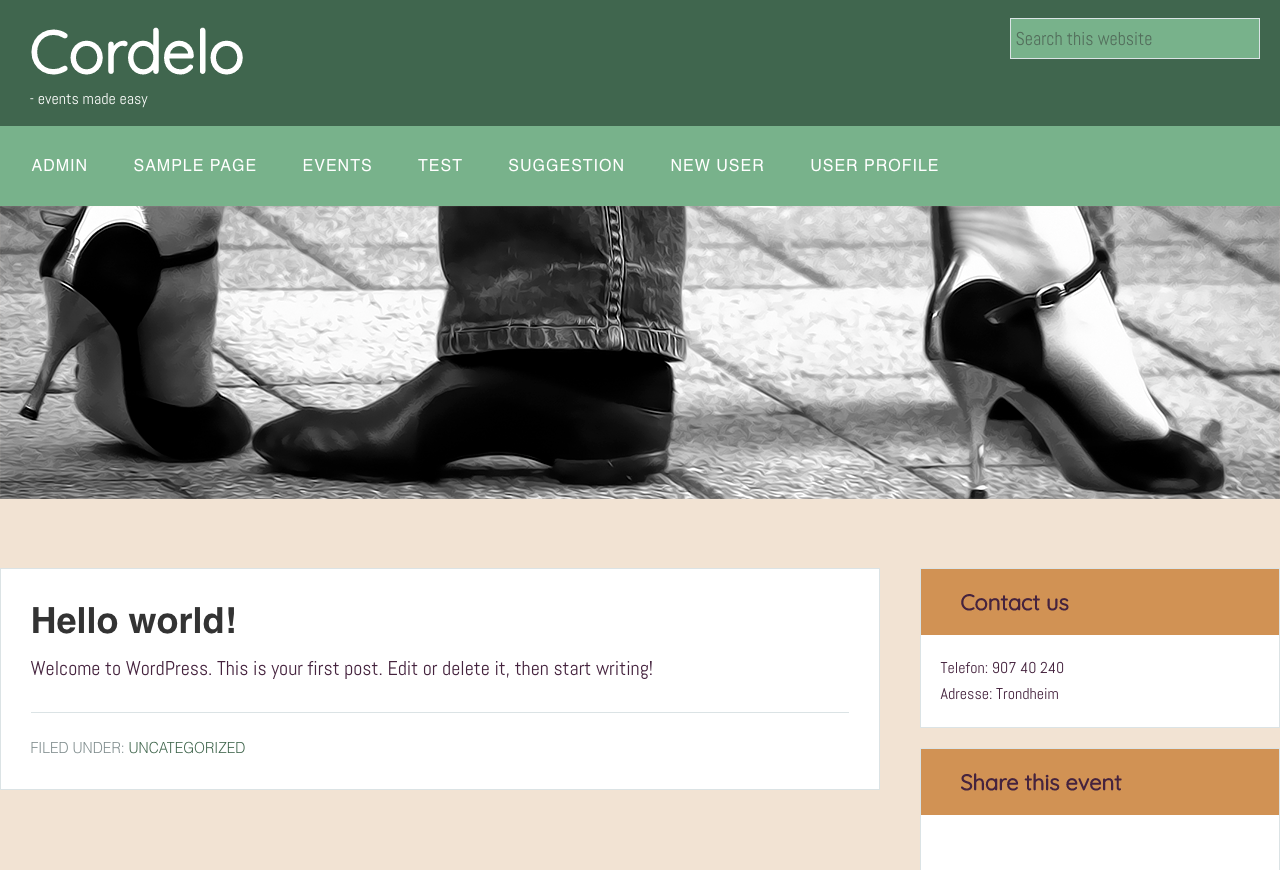 Cordelo
- events made easy
Search this website
ADMIN SAMPLE PAGE EVENTS TEST SUGGESTION NEW USER USER PROFILE
Hello world!
Welcome to WordPress. This is your first post. Edit or delete it, then start writing!
FILED UNDER: UNCATEGORIZED
Contact us
Telefon: 907 40 240
Adresse: Trondheim
Share this event